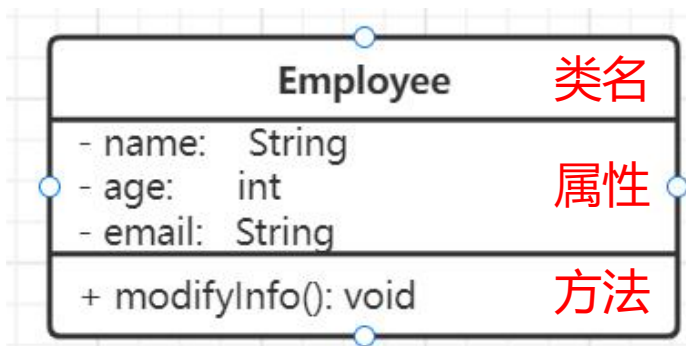 Employee 类名
- name: String
- age: int 属性
- email: String
+ modifyInfo(): void 方法